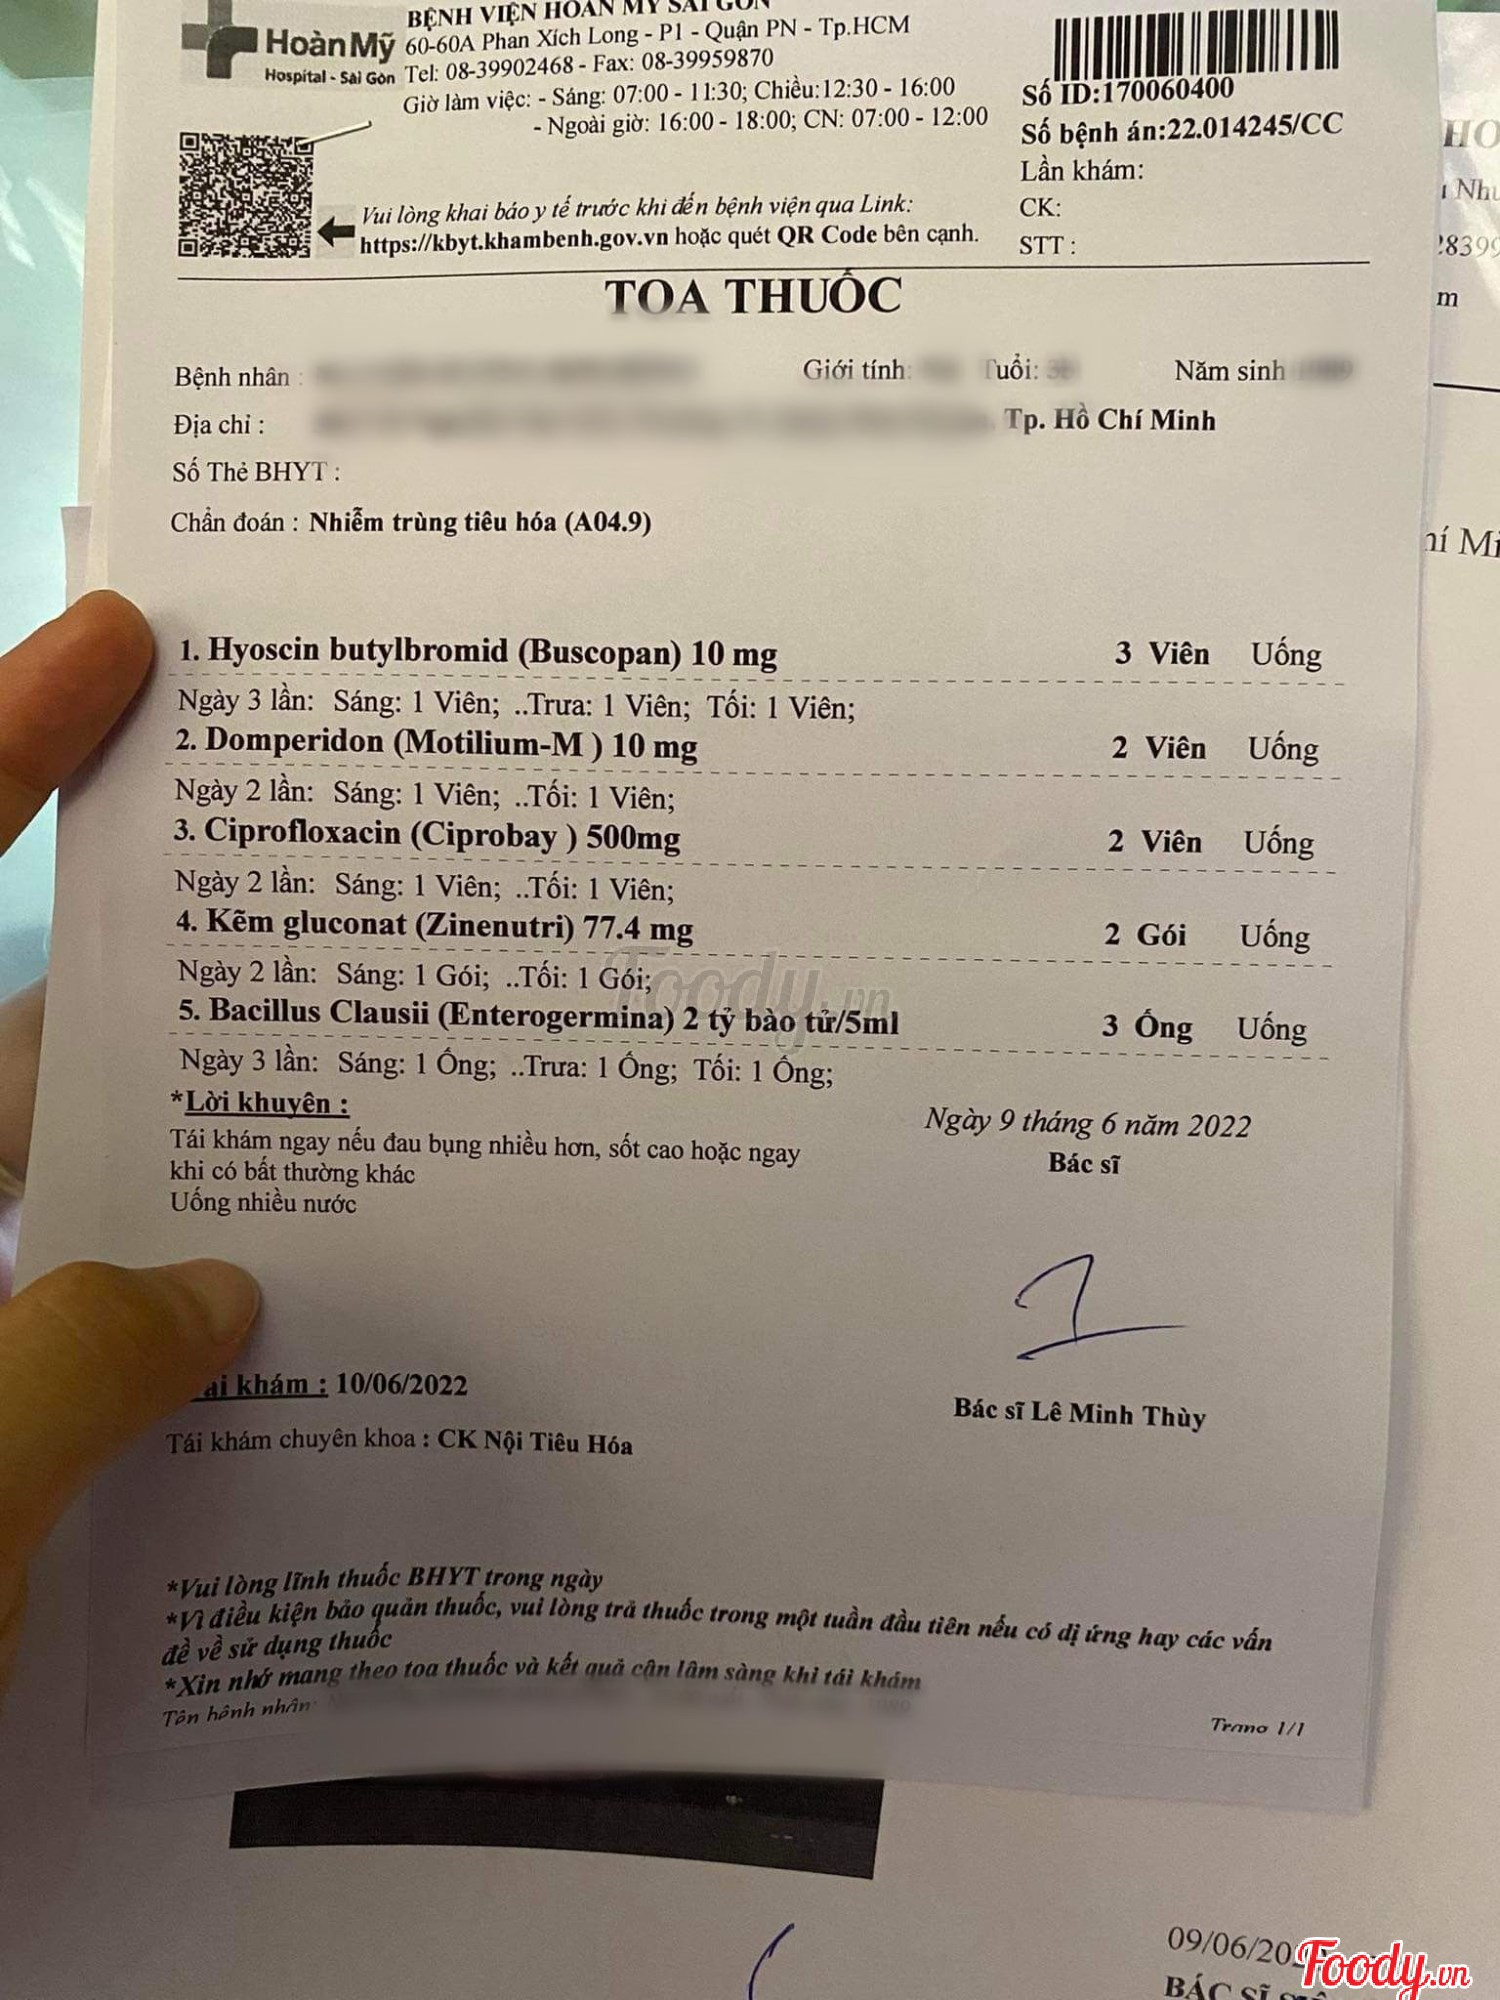 BỆNH VIỆN HOÀN MỸ SÀI GÒN
HoànMỹ
Hospital - Sài Gòn
60-60A Phan Xích Long - P1 - Quận PN - Tp.HCM
Tel: 08-39902468 - Fax: 08-39959870
Giờ làm việc: - Sáng: 07:00 - 11:30; Chiều:12:30 - 16:00
- Ngoài giờ: 16:00 - 18:00; CN: 07:00 - 12:00
Số ID:170060400
Số bệnh án:22.014245/CC
Lần khám:
CK:
STT :
Vui lòng khai báo y tế trước khi đến bệnh viện qua Link:
https://kbyt.khambenh.gov.vn hoặc quét QR Code bên cạnh.
TOA THUỐC
Bệnh nhân : Giới tính: Tuổi: Năm sinh
Địa chỉ : Tp. Hồ Chí Minh
Số Thẻ BHYT :
Chẩn đoán : Nhiễm trùng tiêu hóa (A04.9)
1. Hyoscin butylbromid (Buscopan) 10 mg 3 Viên Uống
Ngày 3 lần: Sáng: 1 Viên; ..Trưa: 1 Viên; Tối: 1 Viên;
2. Domperidon (Motilium-M ) 10 mg 2 Viên Uống
Ngày 2 lần: Sáng: 1 Viên; ..Tối: 1 Viên;
3. Ciprofloxacin (Ciprobay ) 500mg 2 Viên Uống
Ngày 2 lần: Sáng: 1 Viên; ..Tối: 1 Viên;
4. Kẽm gluconat (Zinenutri) 77.4 mg 2 Gói Uống
Ngày 2 lần: Sáng: 1 Gói; ..Tối: 1 Gói;
Foody.vn
5. Bacillus Clausii (Enterogermina) 2 tỷ bào tử/5ml 3 Ống Uống
Ngày 3 lần: Sáng: 1 Ống; ..Trưa: 1 Ống; Tối: 1 Ống;
*Lời khuyên :
Tái khám ngay nếu đau bụng nhiều hơn, sốt cao hoặc ngay
khi có bất thường khác
Uống nhiều nước
Ngày 9 tháng 6 năm 2022
Bác sĩ
Bác sĩ Lê Minh Thùy
ái khám : 10/06/2022
Tái khám chuyên khoa : CK Nội Tiêu Hóa
*Vui lòng lĩnh thuốc BHYT trong ngày
*Vì điều kiện bảo quản thuốc, vui lòng trả thuốc trong một tuần đầu tiên nếu có dị ứng hay các vấn
đề về sử dụng thuốc
*Xin nhớ mang theo toa thuốc và kết quả cận lâm sàng khi tái khám
Tên bệnh nhân:
Trang 1/1
09/06/20
BÁC SĨ
Foody.vn